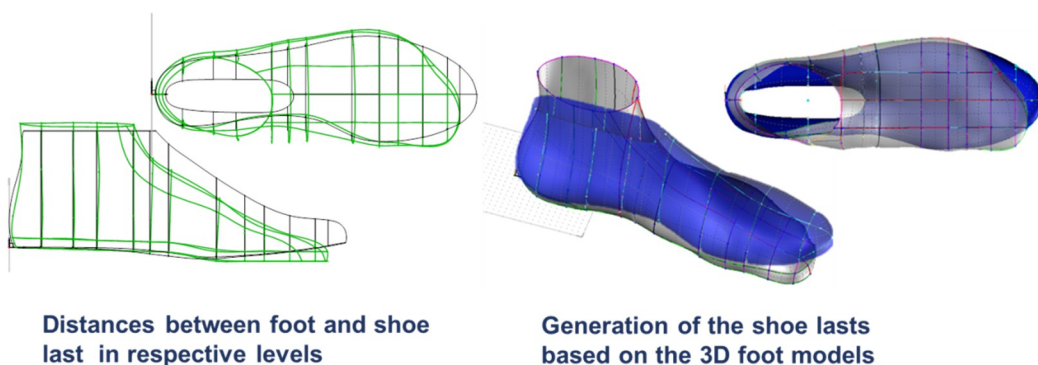 Distances between foot and shoe
last in respective levels
Generation of the shoe lasts
based on the 3D foot models